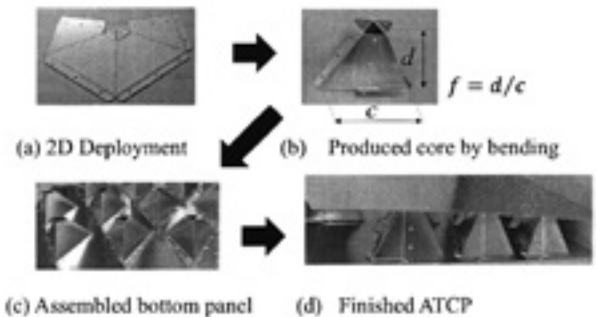 d
f = d/c
c
(a) 2D Deployment
(b) Produced core by bending
(c) Assembled bottom panel
(d) Finished ATCP